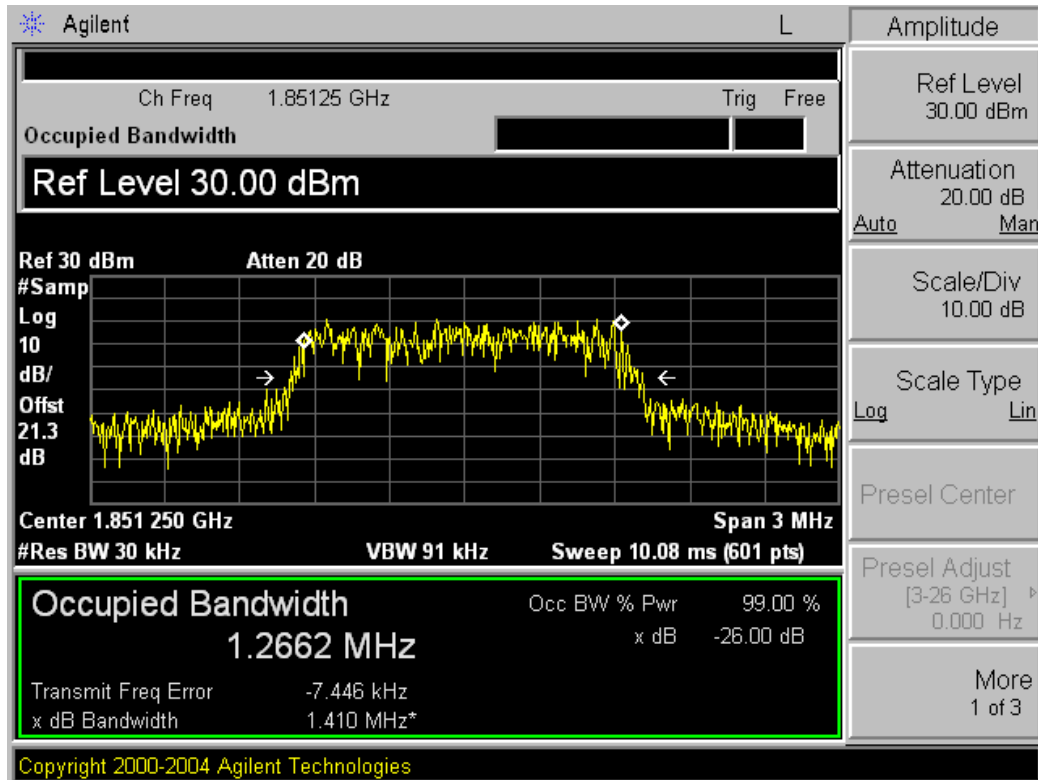 Agilent L
Amplitude
Ch Freq 1.85125 GHz Trig Free
Occupied Bandwidth
Ref Level 30.00 dBm
Ref 30 dBm Atten 20 dB
#Samp
Log
10
dB/
Offst
21.3
dB
Center 1.851 250 GHz Span 3 MHz
#Res BW 30 kHz VBW 91 kHz Sweep 10.08 ms (601 pts)
Occupied Bandwidth Occ BW % Pwr 99.00 %
1.2662 MHz x dB -26.00 dB
Transmit Freq Error -7.446 kHz
x dB Bandwidth 1.410 MHz*
Ref Level
30.00 dBm
Attenuation
20.00 dB
Auto Man
Scale/Div
10.00 dB
Scale Type
Log Lin
Presel Center
Presel Adjust
[3-26 GHz]
0.000 Hz
More
1 of 3
Copyright 2000-2004 Agilent Technologies